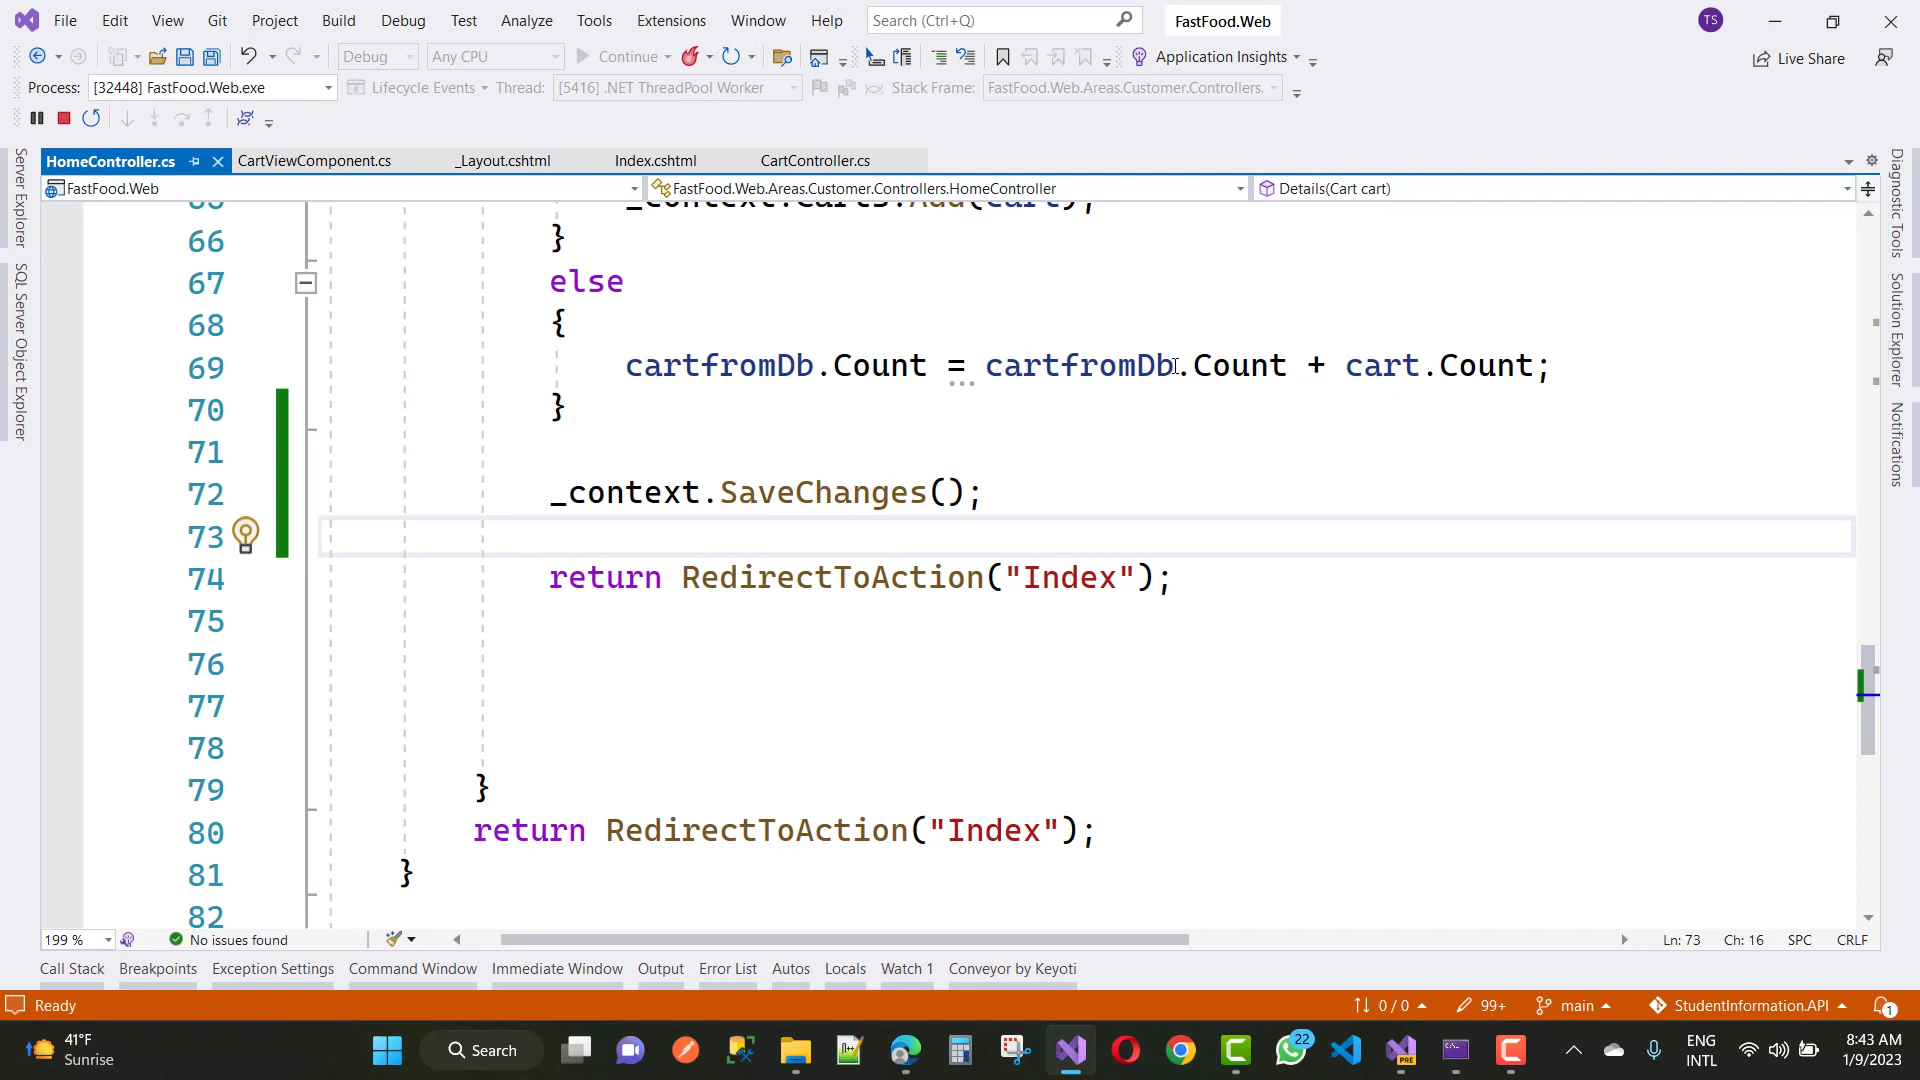 File Edit View Git Project Build Debug Test Analyze Tools Extensions Window Help Search (Ctrl+Q) FastFood.Web TS
Debug Any CPU Continue Application Insights Live Share
Process: [32448] FastFood.Web.exe Lifecycle Events Thread: [5416] .NET ThreadPool Worker Stack Frame: FastFood.Web.Areas.Customer.Controllers.
HomeController.cs CartViewComponent.cs _Layout.cshtml Index.cshtml CartController.cs
FastFood.Web FastFood.Web.Areas.Customer.Controllers.HomeController Details(Cart cart)
Server Explorer
SQL Server Object Explorer
Diagnostic Tools
Solution Explorer
Notifications
_context.Carts.Add(cart);
66 }
67 else
68 {
69 cartfromDb.Count = cartfromDb.Count + cart.Count;
70 }
71
72 _context.SaveChanges();
73
74 return RedirectToAction("Index");
75
76
77
78
79 }
80 return RedirectToAction("Index");
81 }
82
199 % No issues found Ln: 73 Ch: 16 SPC CRLF
Call Stack Breakpoints Exception Settings Command Window Immediate Window Output Error List Autos Locals Watch 1 Conveyor by Keyoti
Ready 0 / 0 99+ main StudentInformation.API 1
41°F
Sunrise
Search
22
PRE
ENG
INTL
8:43 AM
1/9/2023